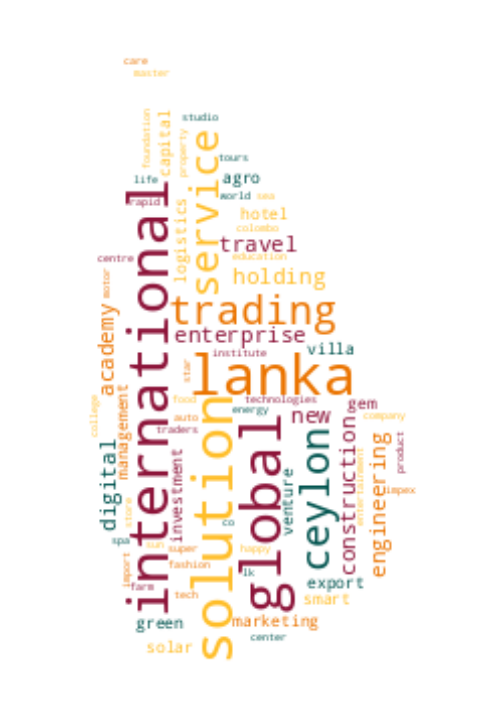 care
master
foundation
capital
property
studio
service
tours
life
agro
world
sea
rapid
international
logistics
hotel
colombo
travel
education
centre
motor
holding
trading
enterprise
institute
villa
academy
star
lanka
college
management
food
technologies
energy
new
gem
company
auto
traders
solution
global
ceylon
construction
entertainment
engineering
product
digital
store
investment
venture
impex
co
spa
sun
super
happy
import
fashion
lk
farm
tech
export
smart
green
marketing
center
solar